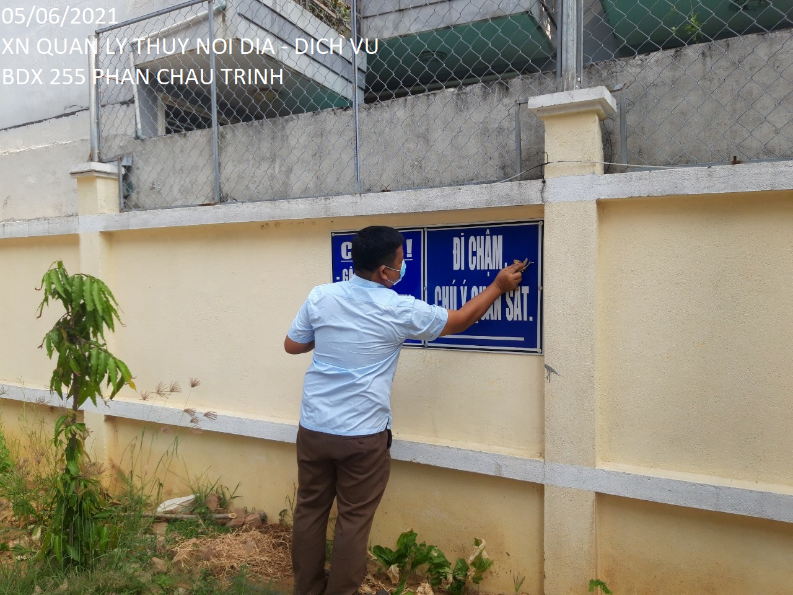 05/06/2021
XN QUAN LY THUY NOI DIA - DICH VU
BDX 255 PHAN CHAU TRINH
!
ĐI CHẬM,
CHÚ Ý QUAN SÁT.